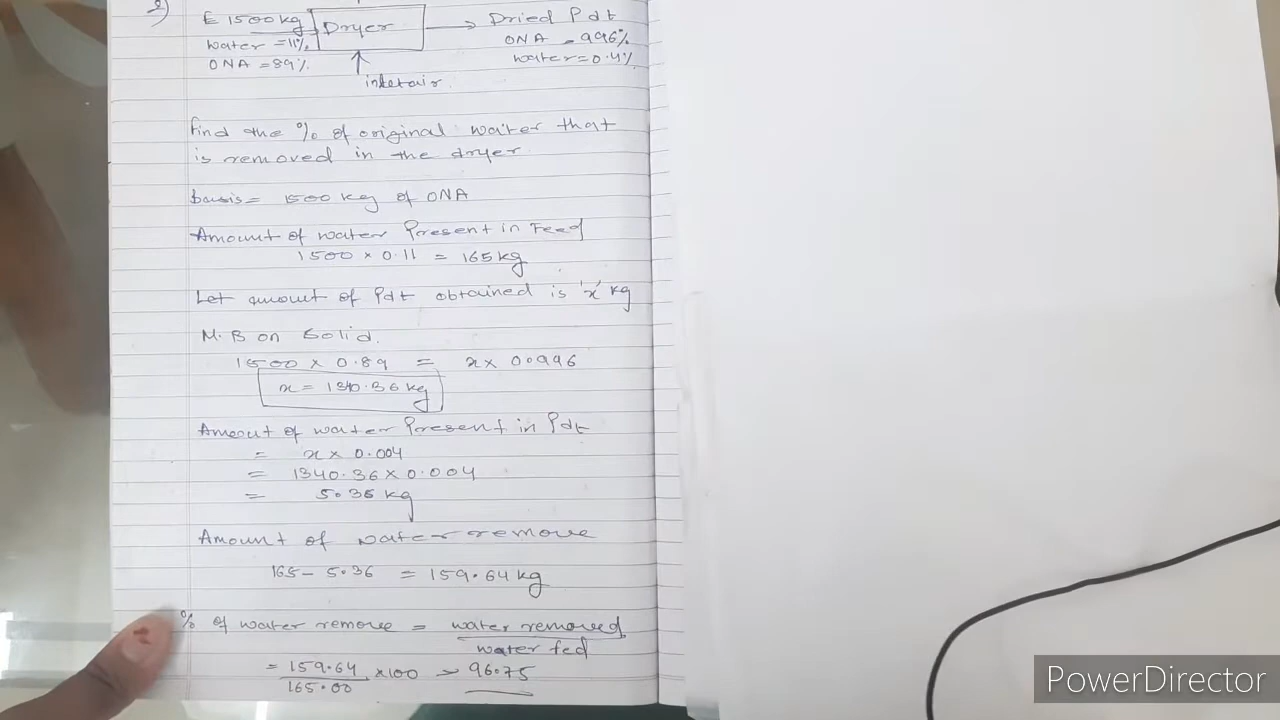 2)
E 1500 kg Dryer → Dried Pdt
Water = 11% ONA = 99.6%
ONA = 89% Water = 0.4%
inlet air
find the % of original water that
is removed in the dryer
basis = 1500 kg of ONA
Amount of water Present in Feed
1500 × 0.11 = 165 kg
Let amount of Pdt obtained is 'x' kg
M.B on Solid.
1500 × 0.89 = x × 0.996
x = 1340.36 kg
Amount of water Present in Pdt
= x × 0.004
= 1340.36 × 0.004
= 5.36 kg
Amount of water remove
165 - 5.36 = 159.64 kg
% of water remove = water removed
water fed
= 159.64 × 100 → 96.75
165.00
PowerDirector